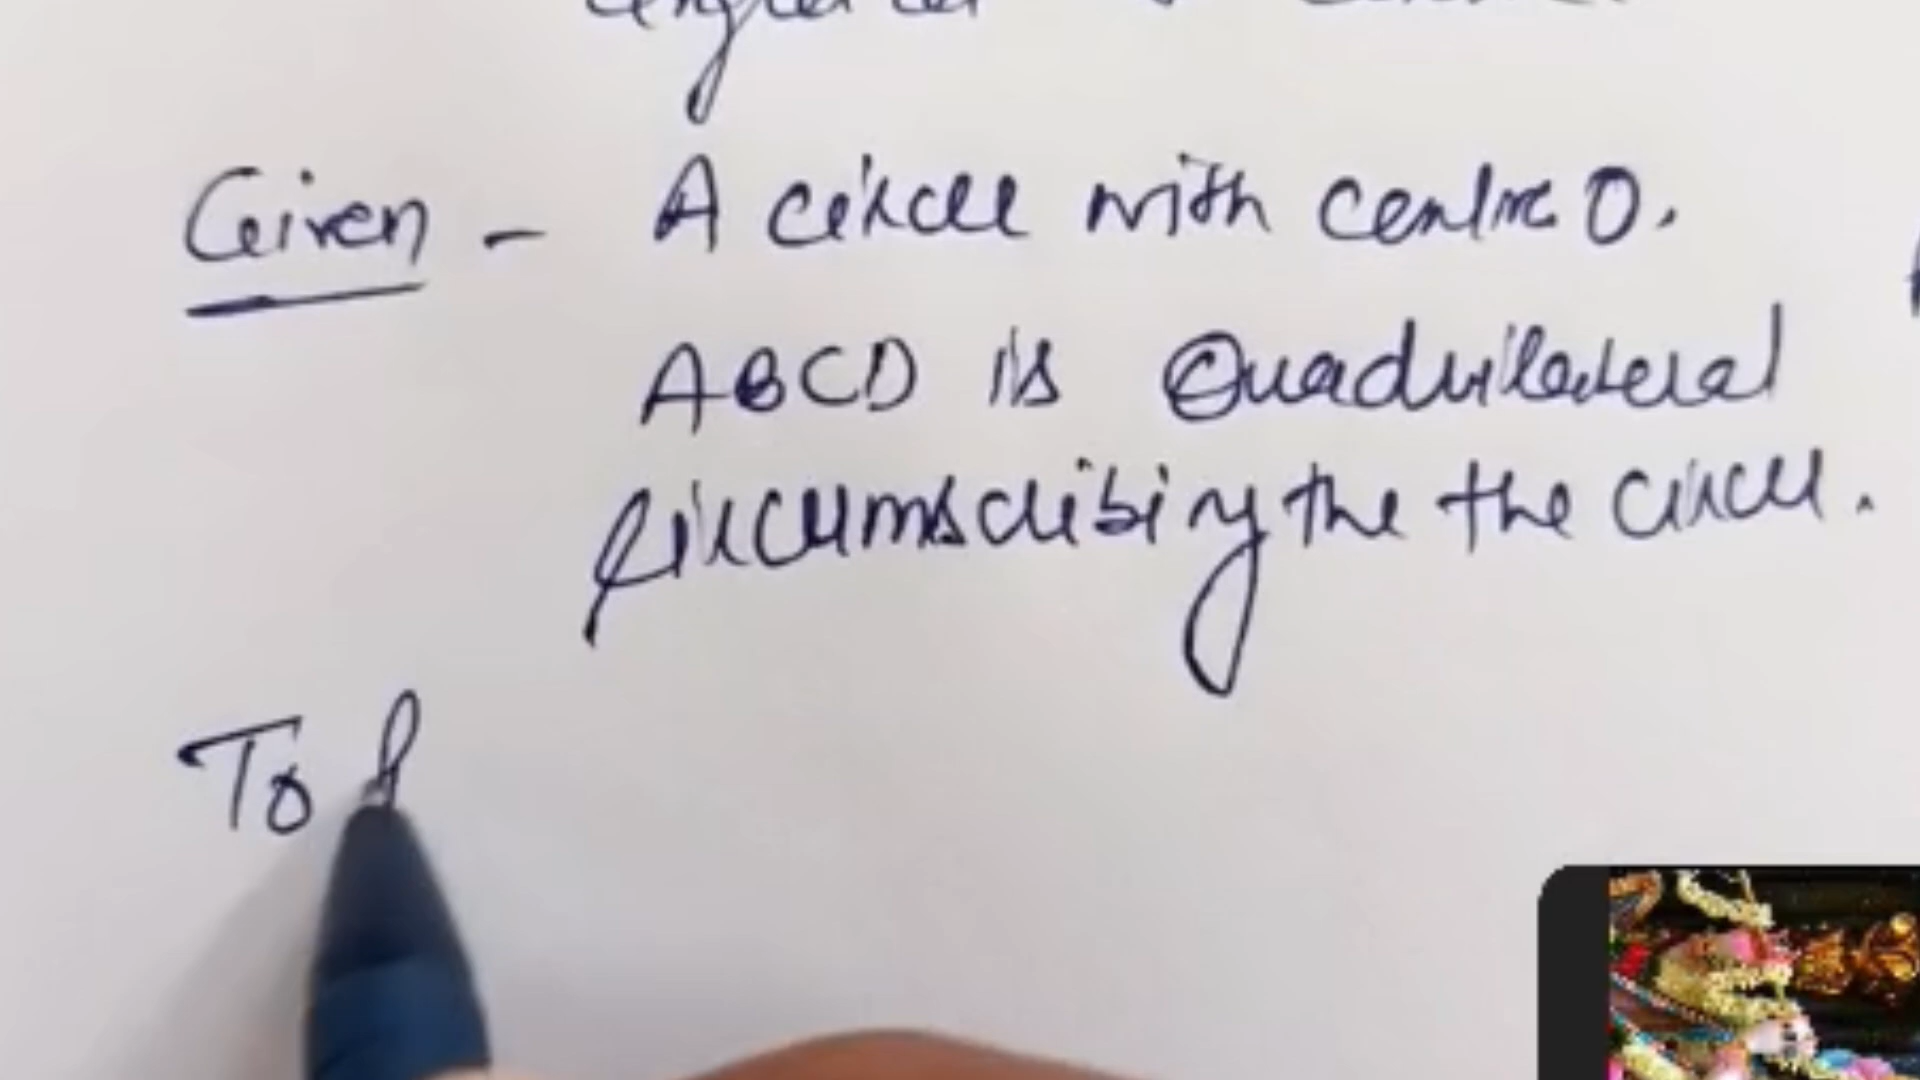 Given - A circle with centre O.
ABCD is Quadrilateral
circumscribing the the circle.
To